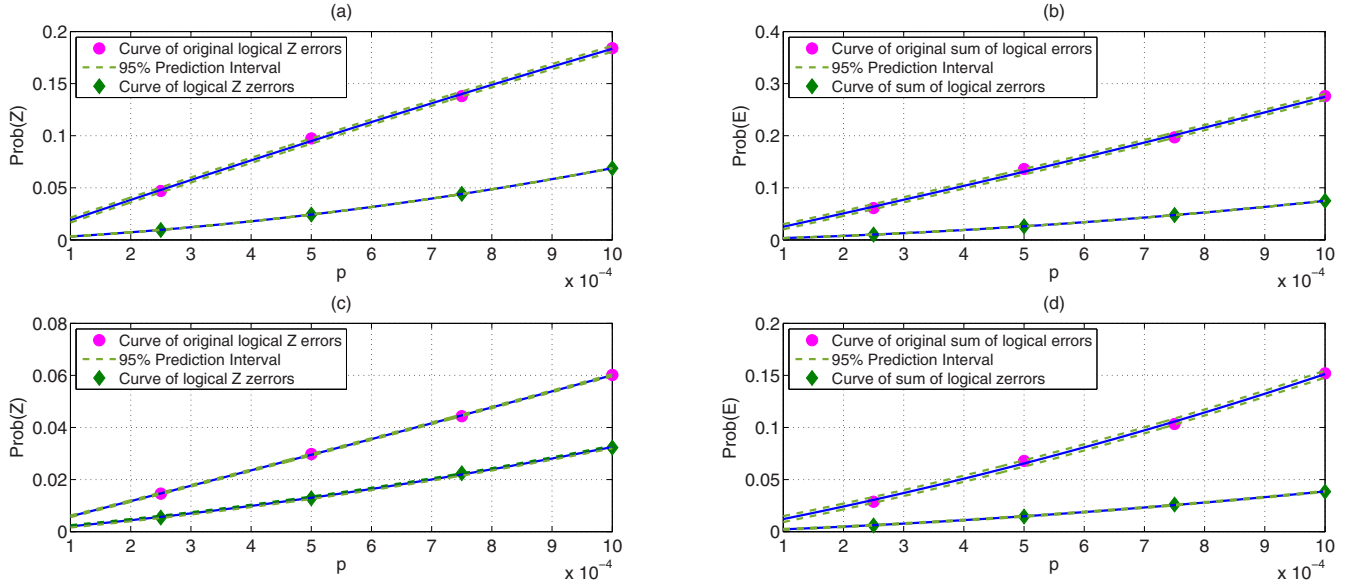 (a)
Prob(Z)
0.2
0.15
0.1
0.05
0
Curve of original logical Z errors
95% Prediction Interval
Curve of logical Z zerrors
1 2 3 4 5 6 7 8 9 10
p
x 10⁻⁴
(b)
Prob(E)
0.4
0.3
0.2
0.1
0
Curve of original sum of logical errors
95% Prediction Interval
Curve of sum of logical zerrors
1 2 3 4 5 6 7 8 9 10
p
x 10⁻⁴
(c)
Prob(Z)
0.08
0.06
0.04
0.02
0
Curve of original logical Z errors
95% Prediction Interval
Curve of logical Z zerrors
1 2 3 4 5 6 7 8 9 10
p
x 10⁻⁴
(d)
Prob(E)
0.2
0.15
0.1
0.05
0
Curve of original sum of logical errors
95% Prediction Interval
Curve of sum of logical zerrors
1 2 3 4 5 6 7 8 9 10
p
x 10⁻⁴